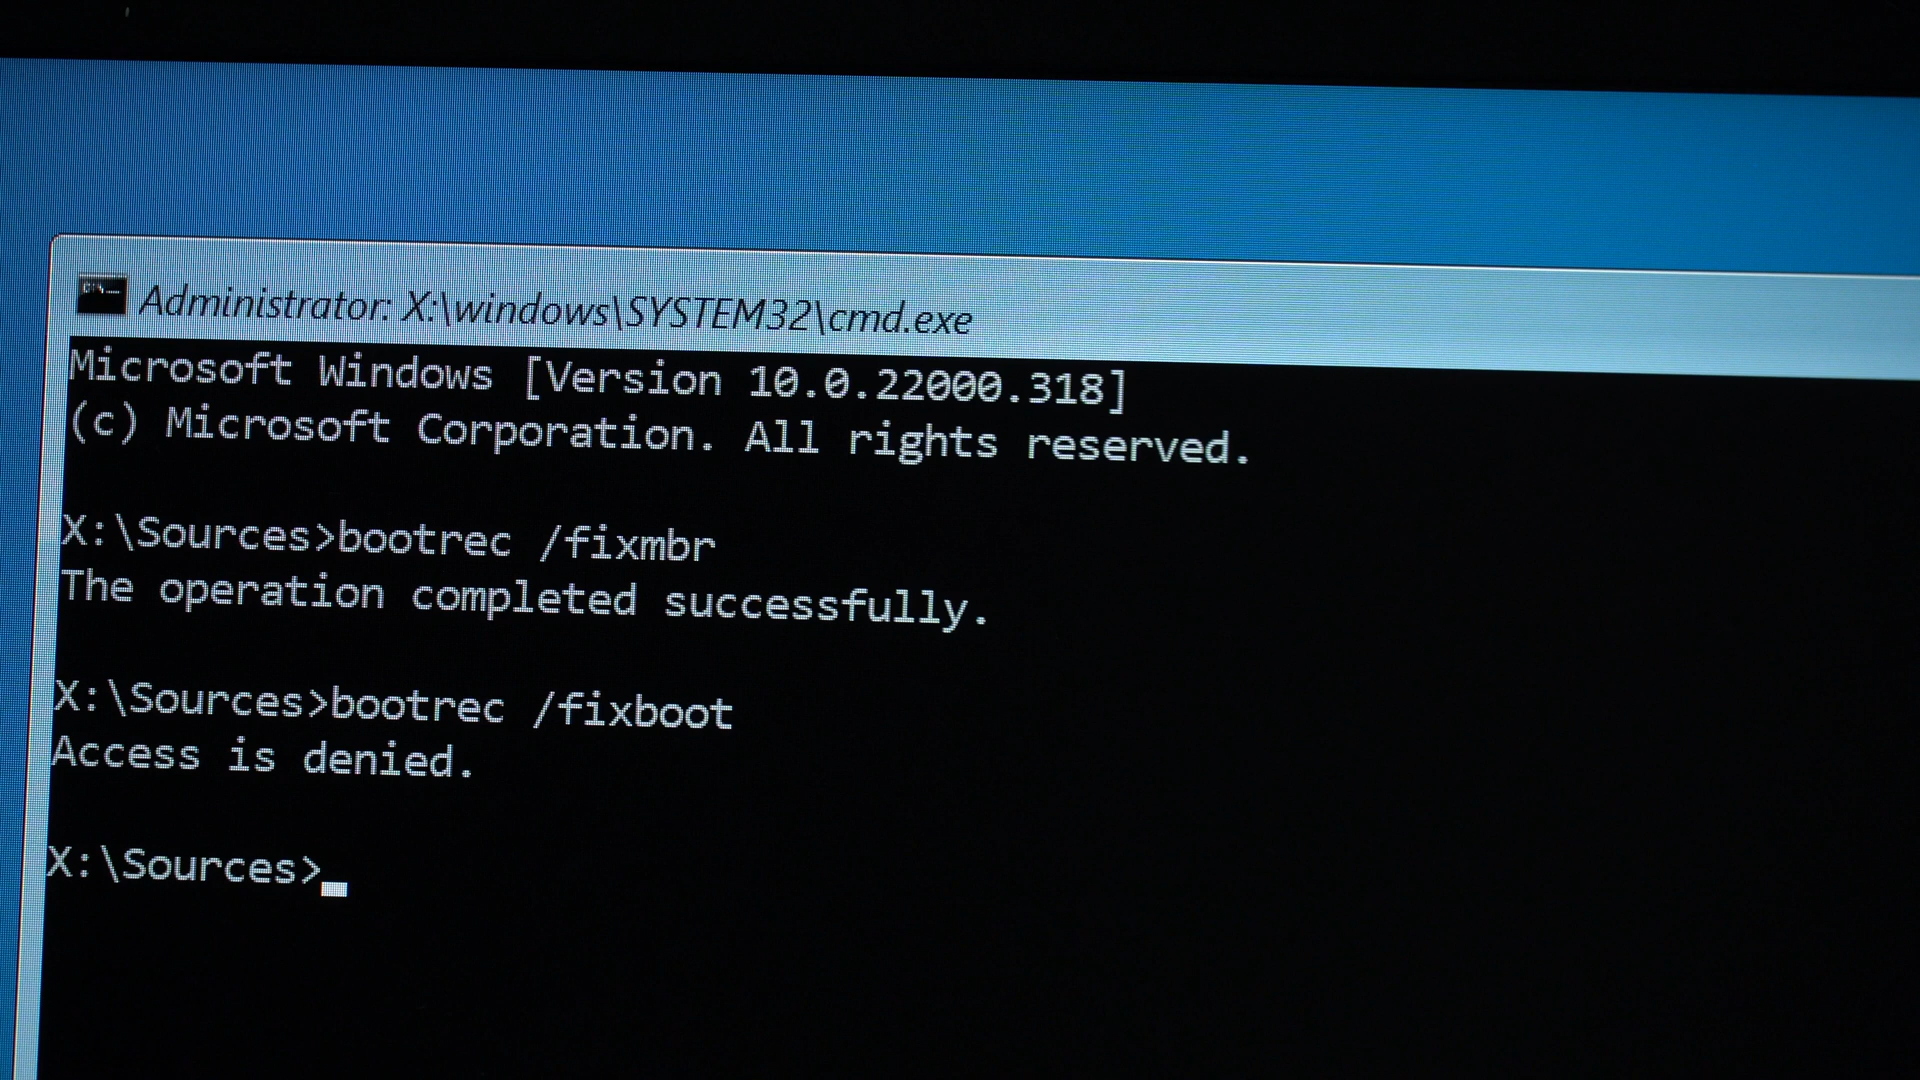 Administrator: X:\windows\SYSTEM32\cmd.exe
Microsoft Windows [Version 10.0.22000.318]
(c) Microsoft Corporation. All rights reserved.
X:\Sources>bootrec /fixmbr
The operation completed successfully.
X:\Sources>bootrec /fixboot
Access is denied.
X:\Sources>